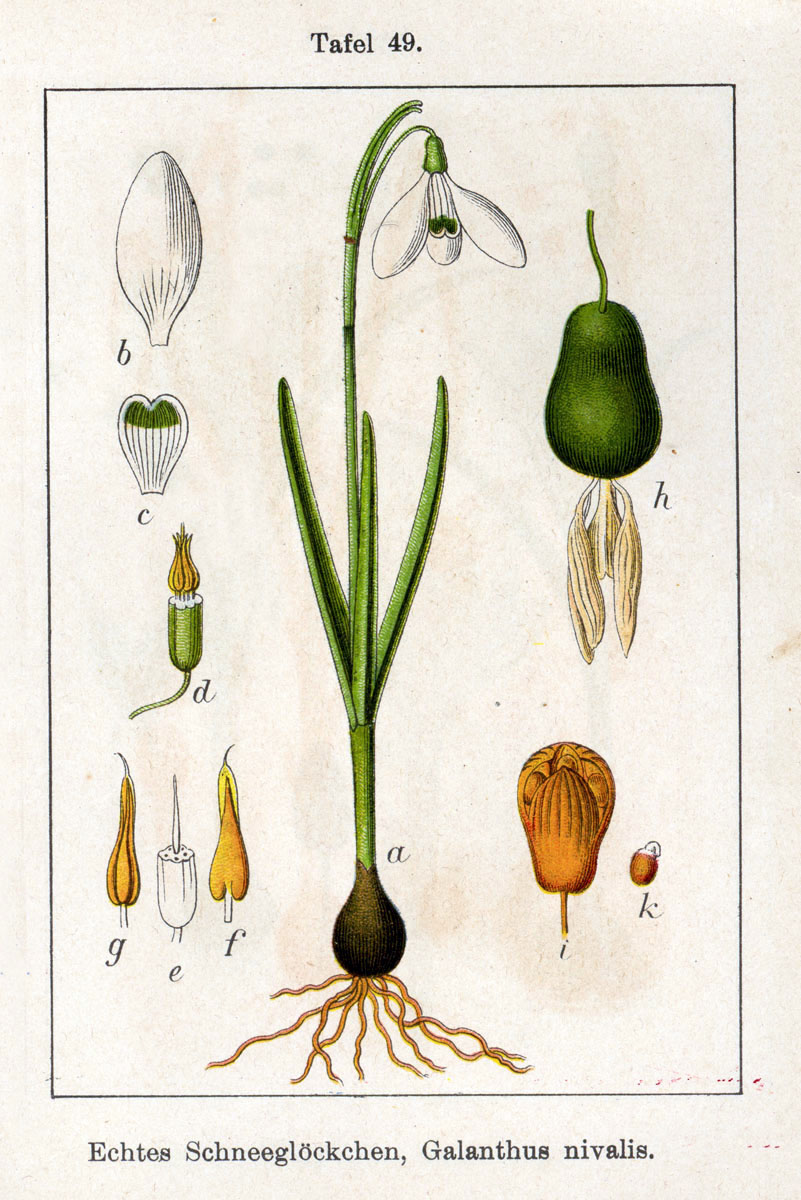 Tafel 49.
b
c
d
g
e
f
a
h
i
k
Echtes Schneeglöckchen, Galanthus nivalis.